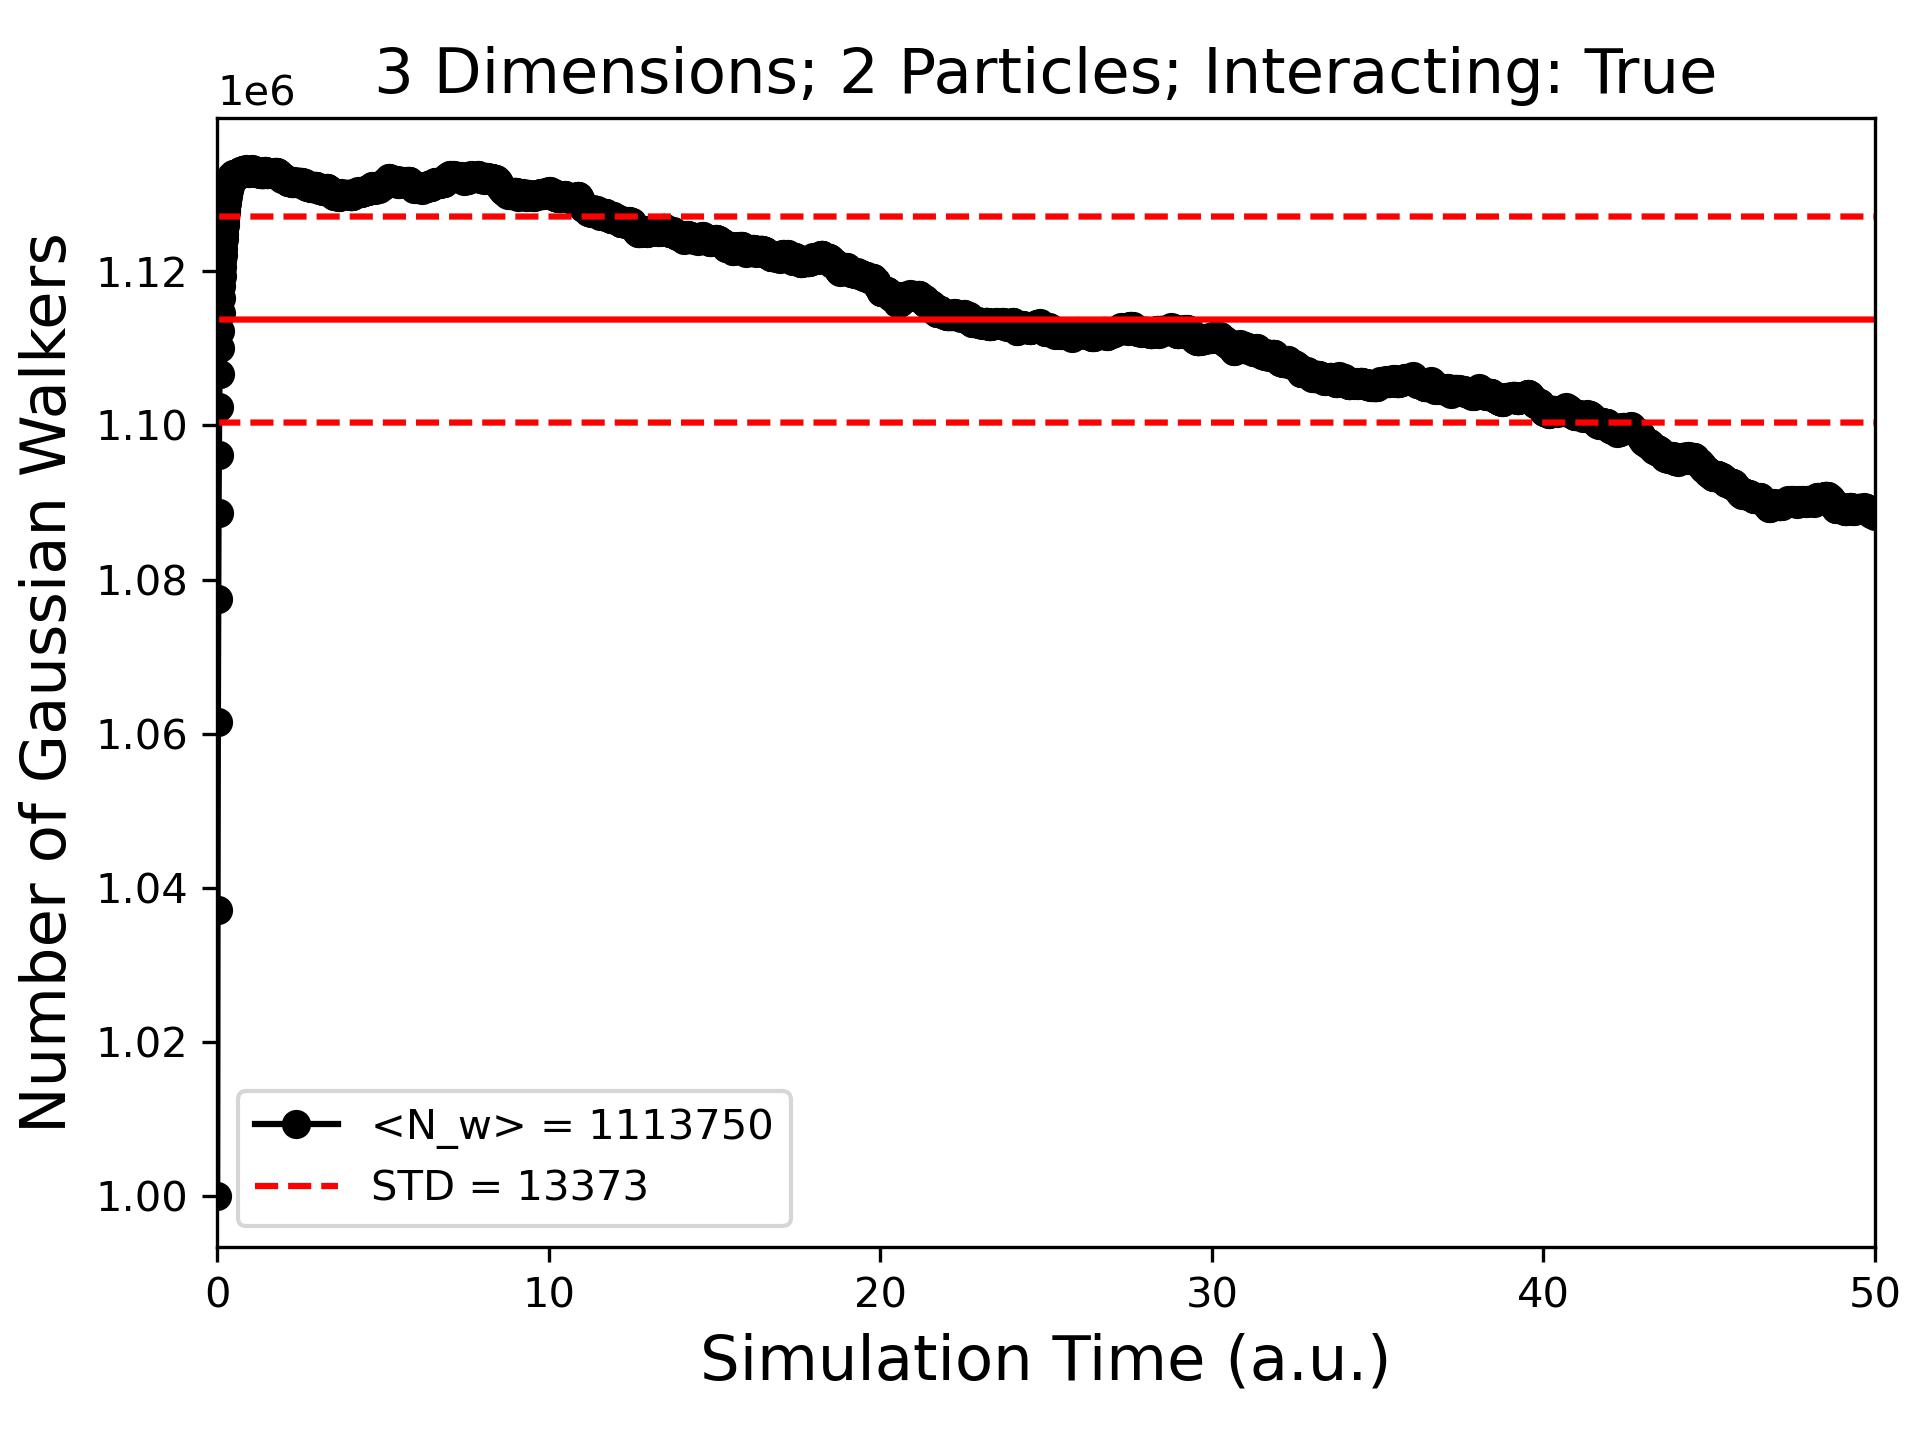 3 Dimensions; 2 Particles; Interacting: True
1e6
Number of Gaussian Walkers
1.12
1.10
1.08
1.06
1.04
1.02
1.00
<N_w> = 1113750
STD = 13373
0 10 20 30 40 50
Simulation Time (a.u.)